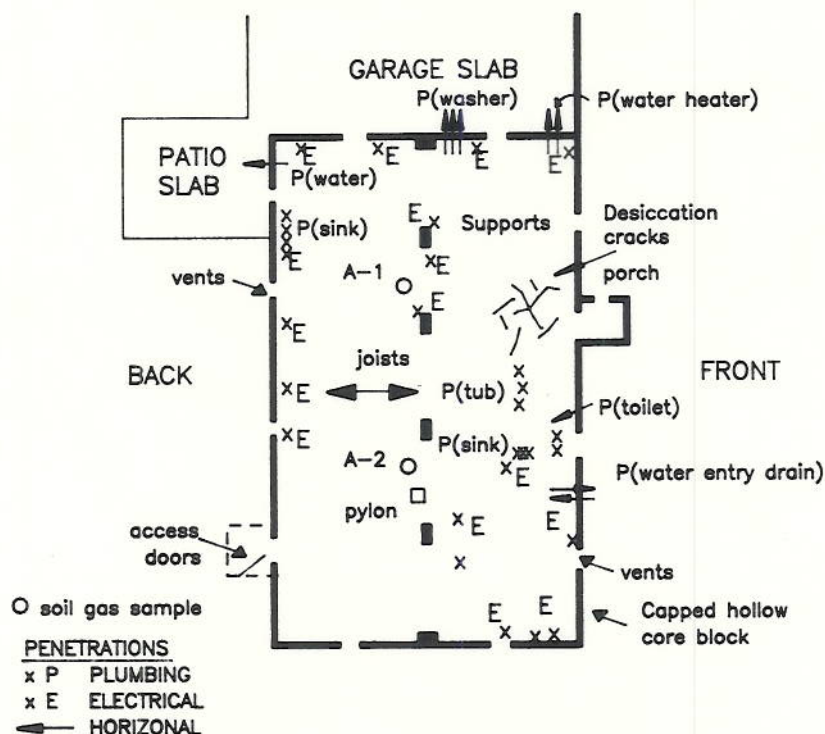 GARAGE SLAB
P(washer)
P(water heater)
PATIO
SLAB
E
E
E
E
P(water)
P(sink)
E
E
Supports
Desiccation
cracks
porch
E
vents
A-1
E
E
joists
BACK
FRONT
E
P(tub)
P(toilet)
E
P(sink)
A-2
E
P(water entry drain)
pylon
E
E
access
doors
vents
soil gas sample
E
E
Capped hollow
core block
PENETRATIONS
x P PLUMBING
x E ELECTRICAL
HORIZONAL